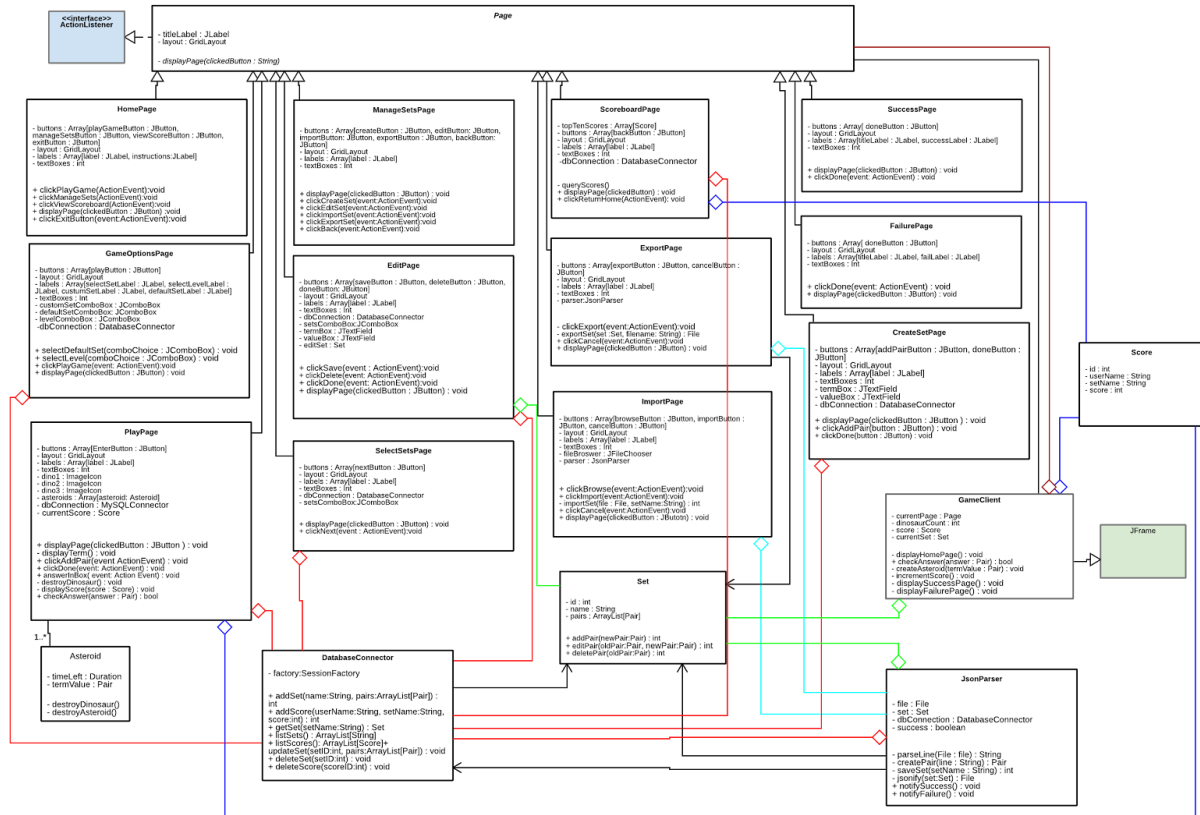 <<interface>>
ActionListener
Page
- titleLabel : JLabel
- layout : GridLayout
- displayPage(clickedButton : String)
HomePage
- buttons : Array[playGameButton : JButton,
manageSetsButton : JButton, viewScoreButton : JButton,
exitButton : JButton]
- layout : GridLayout
- labels : Array[label : JLabel, instructions:JLabel]
- textBoxes : int
+ clickPlayGame(ActionEvent):void
- clickManageSets(ActionEvent):void
+ clickViewScoreboard(ActionEvent):void
+ displayPage(clickedButton : JButton) : void
+ clickExitButton(event:ActionEvent):void
ManageSetsPage
- buttons : Array[createButton : JButton, editButton: JButton,
importButton: JButton, exportButton : JButton, backButton:
JButton]
- layout : GridLayout
- labels : Array[label : JLabel]
- textBoxes : Int
+ displayPage(clickedButton : JButton) : void
+ clickCreateSet(event:ActionEvent):void
+ clickEditSet(event:ActionEvent):void
+ clickImportSet(event:ActionEvent):void
+ clickExportSet(event:ActionEvent):void
+ clickBack(event:ActionEvent):void
ScoreboardPage
- topTenScores : Array[Score]
- buttons : Array[backButton : JButton]
- layout : GridLayout
- labels : Array[label : JLabel]
- textBoxes : Int
-dbConnection : DatabaseConnector
- queryScores()
+ displayPage(clickedButton) : void
+ clickReturnHome(ActionEvent): void
SuccessPage
- buttons : Array[ doneButton : JButton]
- layout : GridLayout
- labels : Array[titleLabel : JLabel, successLabel : JLabel]
- textBoxes : Int
+ displayPage(clickedButton : JButton) : void
+ clickDone(event: ActionEvent) : void
GameOptionsPage
- buttons : Array[playButton : JButton]
- layout : GridLayout
- labels : Array[selectSetLabel : JLabel, selectLevelLabel :
JLabel, custumSetLabel : JLabel, defaultSetLabel : JLabel]
- textBoxes : Int
- customSetComboBox : JComboBox
- defaultSetComboBox: JComboBox
- levelComboBox : JComboBox
-dbConnection : DatabaseConnector
+ selectDefaultSet(comboChoice : JComboBox) : void
+ selectLevel(comboChoice : JComboBox) : void
+ clickPlayGame(event:ActionEvent):void
+ displayPage(clickedButton : JButton) : void
EditPage
- buttons : Array[saveButton : JButton, deleteButton : JButton,
doneButton: JButton]
- layout : GridLayout
- labels : Array[label : JLabel]
- textBoxes : Int
- dbConnection : DatabaseConnector
- setsComboBox:JComboBox
- termBox : JTextField
- valueBox : JTextField
- editSet : Set
+ clickSave(event : ActionEvent) : void
+ clickDelete(event : ActionEvent) : void
+ clickDone(event: ActionEvent) : void
+ displayPage(clickedButton : JButton) : void
ExportPage
- buttons : Array[exportButton : JButton, cancelButton :
JButton]
- layout : GridLayout
- labels : Array[label : JLabel]
- textBoxes : Int
- parser:JsonParser
- clickExport(event:ActionEvent):void
- exportSet(set :Set, filename: String) : File
+ clickCancel(event:ActionEvent):void
+ displayPage(clickedButton : JButton) : void
FailurePage
- buttons : Array[ doneButton : JButton]
- layout : GridLayout
- labels : Array[titleLabel : JLabel, failLabel : JLabel]
- textBoxes : Int
+ clickDone(event: ActionEvent) : void
+ displayPage(clickedButton : JButton) : void
CreateSetPage
- buttons : Array[addPairButton : JButton, doneButton :
JButton]
- layout : GridLayout
- labels : Array[label : JLabel]
- textBoxes : Int
- termBox : JTextField
- valueBox : JTextField
- dbConnection : DatabaseConnector
+ displayPage(clickedButton : JButton ) : void
+ clickAddPair(button : JButton) : void
+ clickDone(button : JButton) : void
Score
- id : int
- userName : String
- setName : String
- score : int
PlayPage
- buttons : Array[EnterButton : JButton]
- layout : GridLayout
- labels : Array[label : JLabel]
- textBoxes : Int
- dino1 : ImageIcon
- dino2 : ImageIcon
- dino3 : ImageIcon
- asteroids : Array[asteroid: Asteroid]
- dbConnection : MySQLConnector
- currentScore : Score
+ displayPage(clickedButton : JButton ) : void
- displayTerm() : void
+ clickAddPair(event ActionEvent) : void
+ clickDone(event: ActionEvent) : void
+ answerInBox( event: Action Event) : void
- destroyDinosaur() : void
- displayScore(score : Score) : void
+ checkAnswer(answer : Pair) : bool
SelectSetsPage
- buttons : Array[nextButton : JButton]
- layout : GridLayout
- labels : Array[label : JLabel]
- textBoxes : Int
- dbConnection : DatabaseConnector
- setsComboBox:JComboBox
+ displayPage(clickedButton : JButton) : void
+ clickNext(event : ActionEvent):void
ImportPage
- buttons : Array[browseButton : JButton, importButton :
JButton, cancelButton : JButton]
- layout : GridLayout
- labels : Array[label : JLabel]
- textBoxes : Int
- fileBroswer : JFileChooser
- parser : JsonParser
+ clickBrowse(event:ActionEvent):void
+ clickImport(event:ActionEvent):void
- importSet(file : File, setName:String) : int
+ clickCancel(event:ActionEvent):void
+ displayPage(clickedButton : JButotn) : void
GameClient
- currentPage : Page
- dinosaurCount : int
- score : Score
- currentSet : Set
- displayHomePage() : void
+ checkAnswer(answer : Pair) : bool
- createAsteroid(termValue : Pair) : void
- incrementScore() : void
- displaySuccessPage() : void
- displayFailurePage() : void
JFrame
1..*
Asteroid
- timeLeft : Duration
- termValue : Pair
- destroyDinosaur()
- destroyAsteroid()
DatabaseConnector
- factory:SessionFactory
+ addSet(name:String, pairs:ArrayList[Pair]) :
int
+ addScore(userName:String, setName:String,
score:int) : int
+ getSet(setName:String) : Set
+ listSets() : ArrayList[String]
+ listScores() : ArrayList[Score]+
updateSet(setID:int, pairs:ArrayList[Pair]) : void
+ deleteSet(setID:int) : void
+ deleteScore(scoreID:int) : void
Set
- id : int
- name : String
- pairs : ArrayList[Pair]
+ addPair(newPair:Pair) : int
+ editPair(oldPair:Pair, newPair:Pair) : int
+ deletePair(oldPair:Pair) : int
JsonParser
- file : File
- set : Set
- dbConnection : DatabaseConnector
- success : boolean
- parseLine(File : file) : String
- createPair(line : String) : Pair
- saveSet(setName : String) : int
- jsonify(set:Set) : File
+ notifySuccess() : void
+ notifyFailure() : void